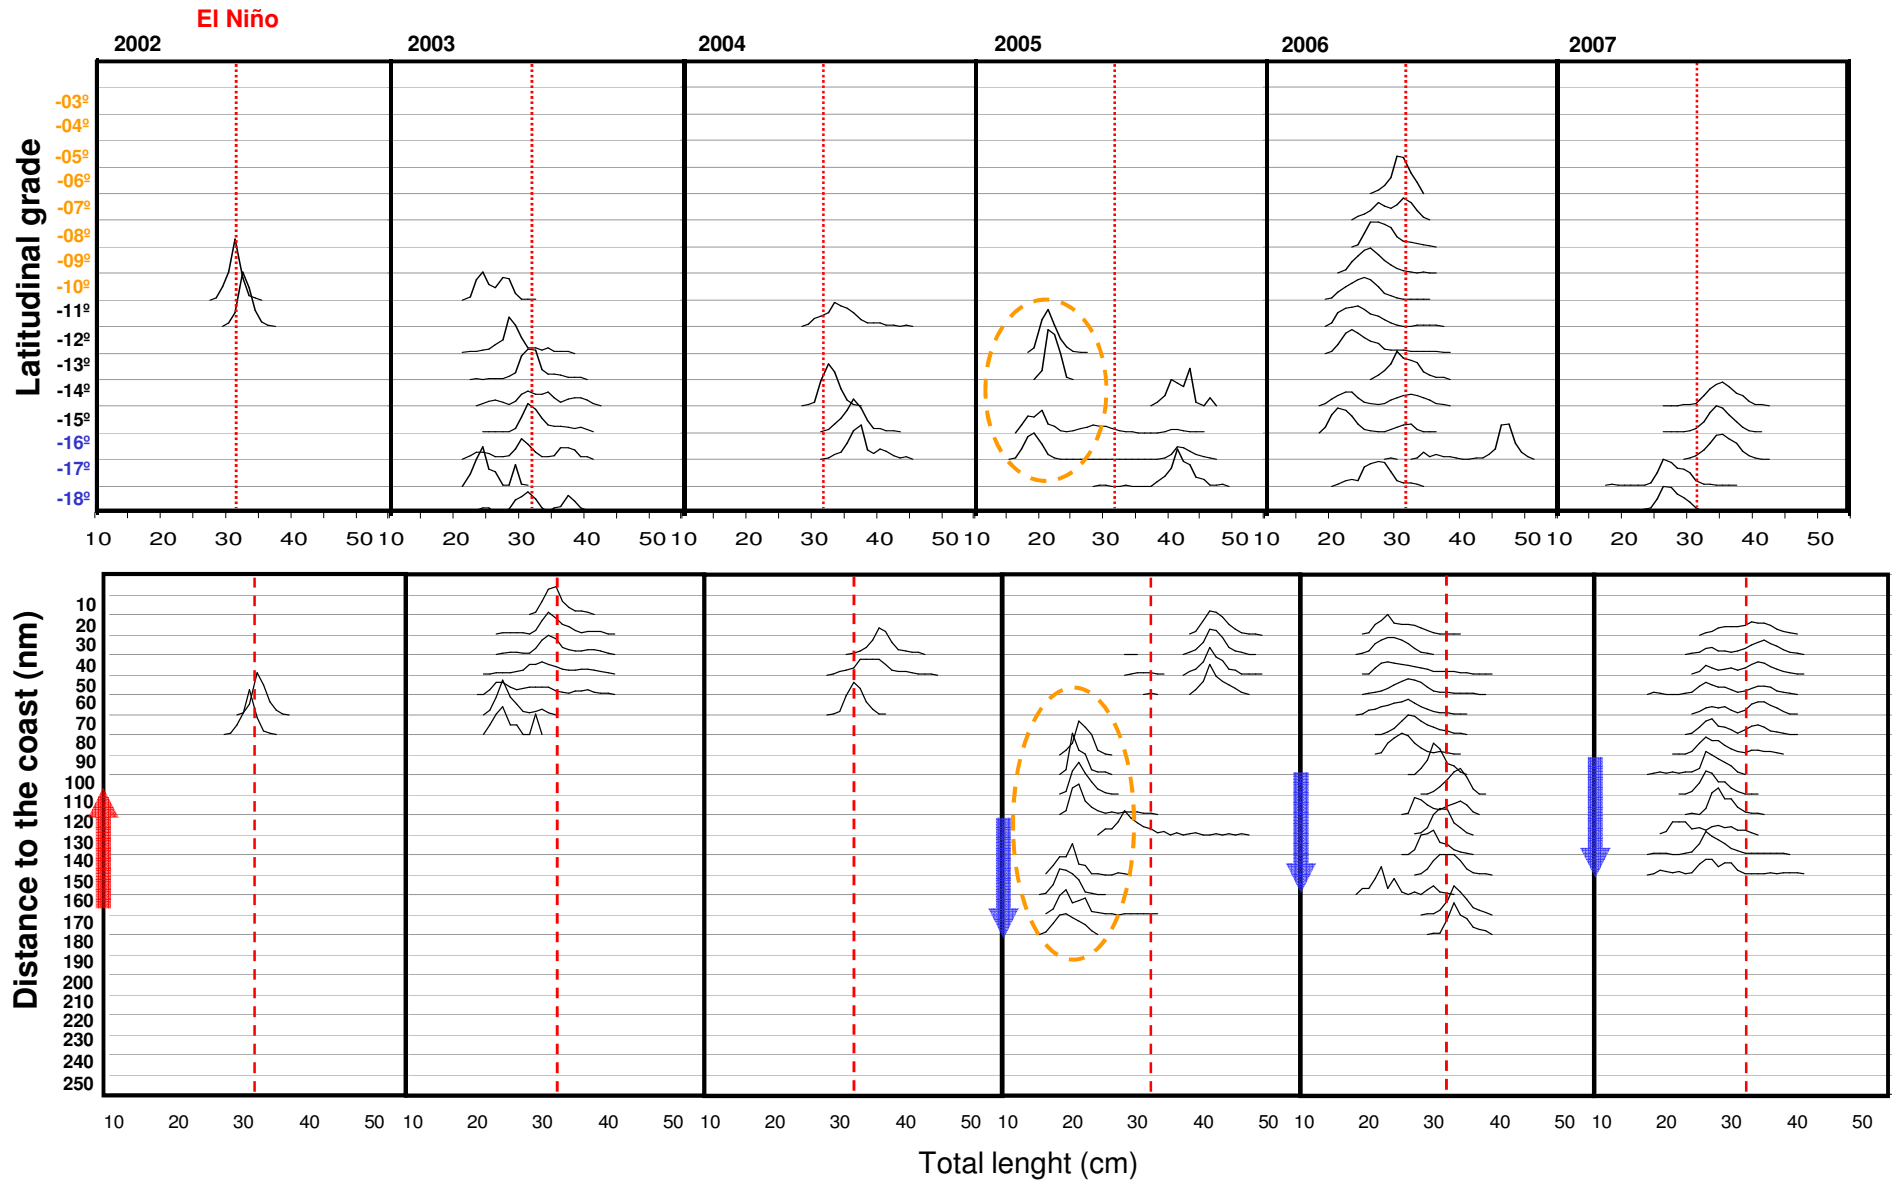 El Niño
2002 2003 2004 2005 2006 2007
Latitudinal grade
-03º
-04º
-05º
-06º
-07º
-08º
-09º
-10º
-11º
-12º
-13º
-14º
-15º
-16º
-17º
-18º
10 20 30 40 50 10 20 30 40 50 10 20 30 40 50 10 20 30 40 50 10 20 30 40 50 10 20 30 40 50
Distance to the coast (nm)
10
20
30
40
50
60
70
80
90
100
110
120
130
140
150
160
170
180
190
200
210
220
230
240
250
10 20 30 40 50 10 20 30 40 50 10 20 30 40 50 10 20 30 40 50 10 20 30 40 50 10 20 30 40 50
Total lenght (cm)